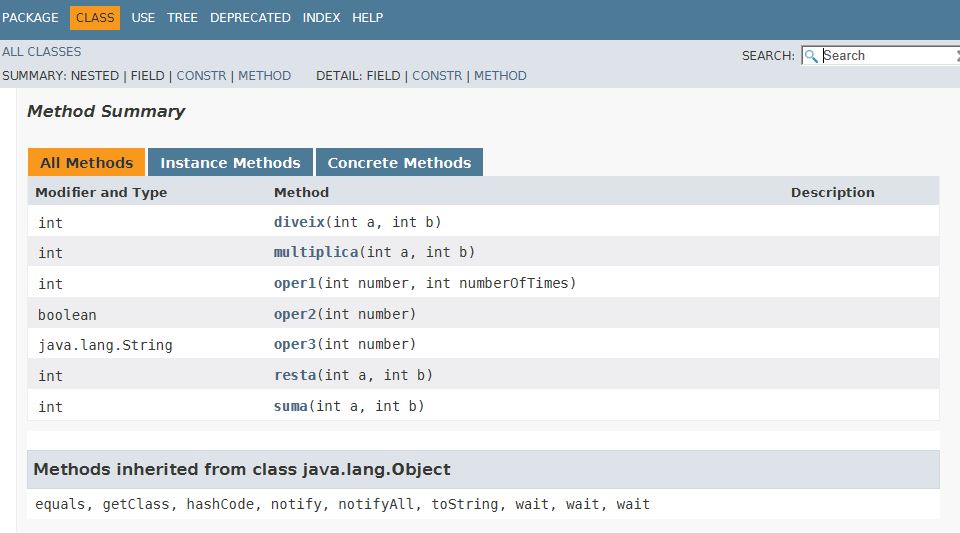 PACKAGE CLASS USE TREE DEPRECATED INDEX HELP
ALL CLASSES
SEARCH: Search
SUMMARY: NESTED | FIELD | CONSTR | METHOD DETAIL: FIELD | CONSTR | METHOD
Method Summary
All Methods Instance Methods Concrete Methods
Modifier and Type Method Description
int diveix(int a, int b)
int multiplica(int a, int b)
int oper1(int number, int numberOfTimes)
boolean oper2(int number)
java.lang.String oper3(int number)
int resta(int a, int b)
int suma(int a, int b)
Methods inherited from class java.lang.Object
equals, getClass, hashCode, notify, notifyAll, toString, wait, wait, wait